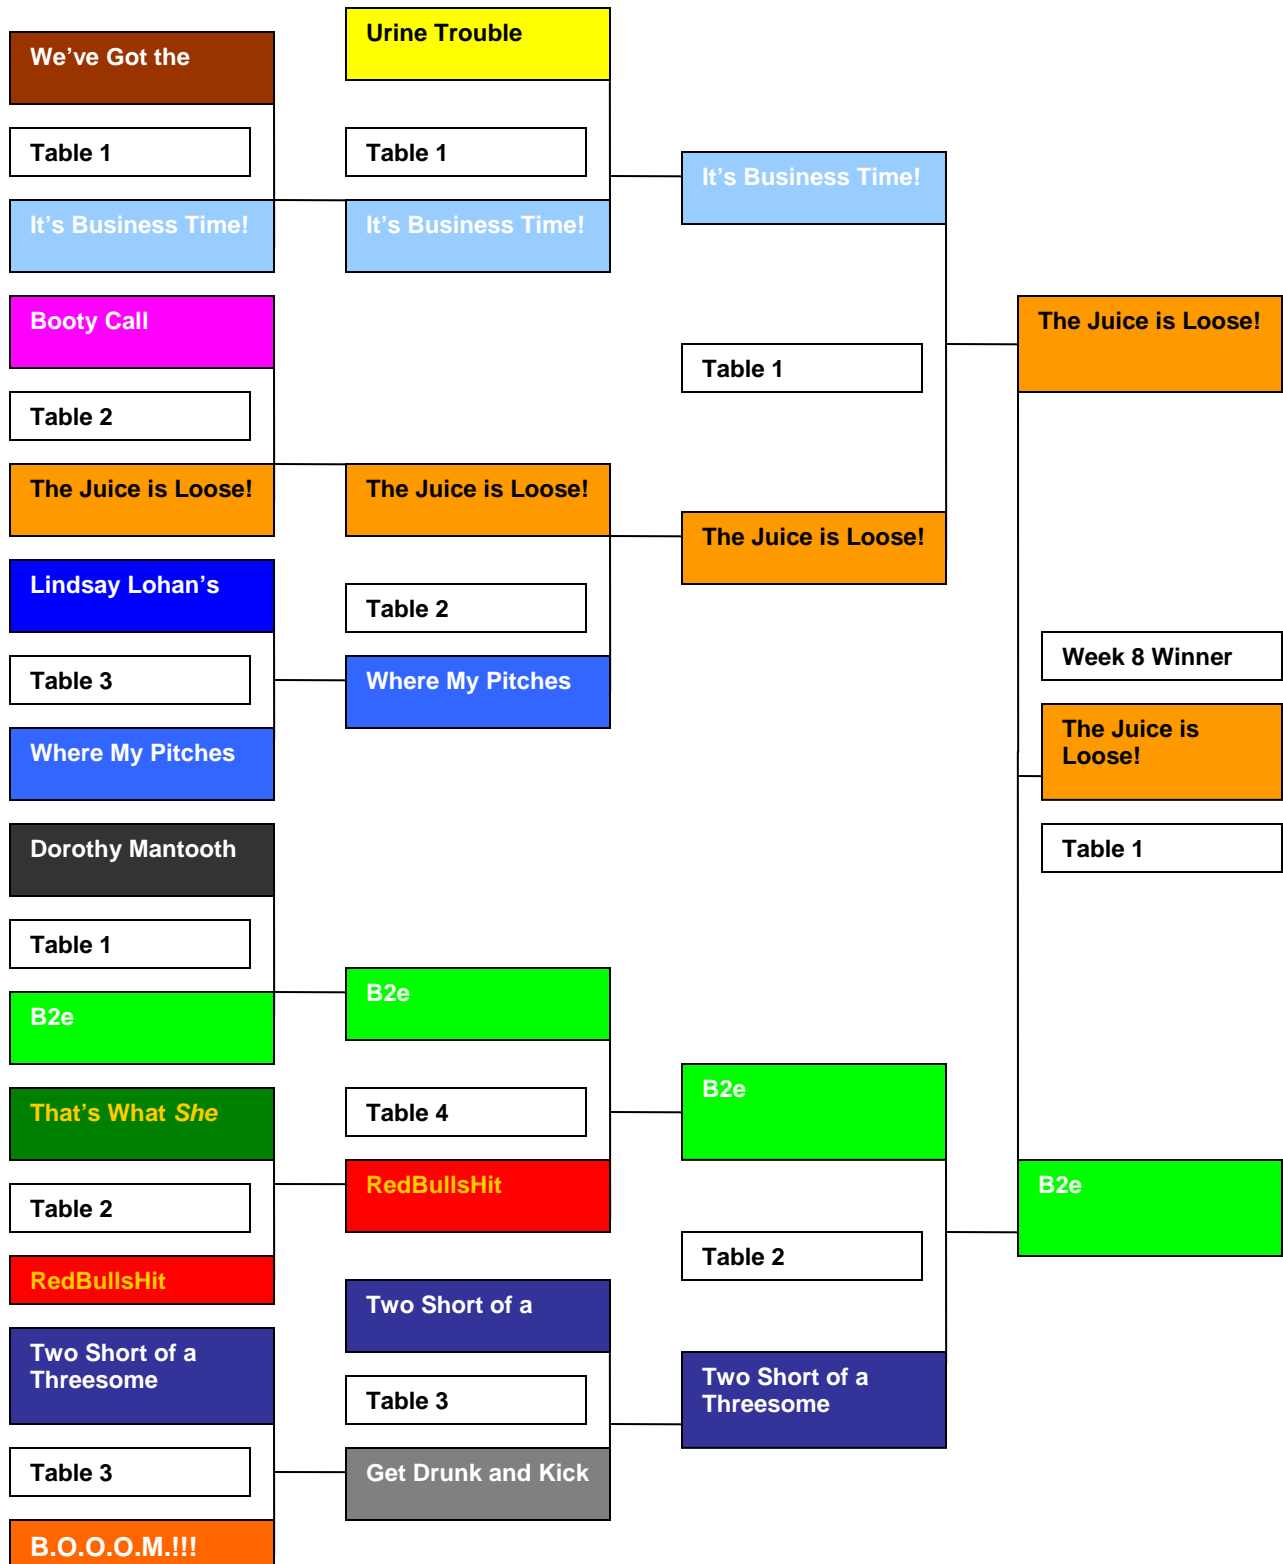 We've Got the
Table 1
It's Business Time!
Booty Call
Table 2
The Juice is Loose!
Lindsay Lohan's
Table 3
Where My Pitches
Dorothy Mantooth
Table 1
B2e
That's What She
Table 2
RedBullsHit
Two Short of a
Threesome
Table 3
B.O.O.O.M.!!!
Urine Trouble
Table 1
It's Business Time!
The Juice is Loose!
Table 2
Where My Pitches
B2e
Table 4
RedBullsHit
Two Short of a
Table 3
Get Drunk and Kick
It's Business Time!
Table 1
The Juice is Loose!
B2e
Table 2
Two Short of a
Threesome
The Juice is Loose!
Week 8 Winner
The Juice is
Loose!
Table 1
B2e